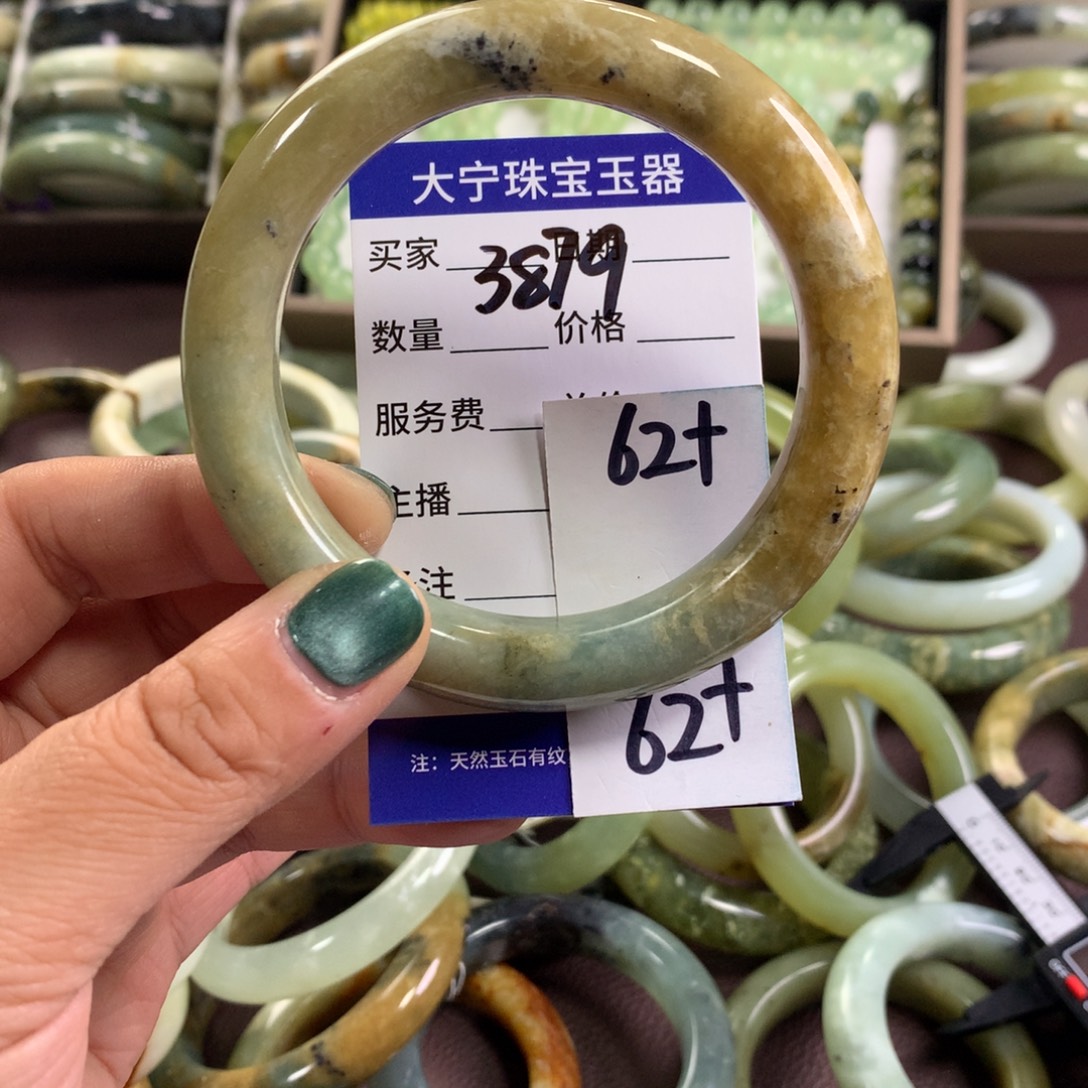 大宁珠宝玉器
买家 3879 日期
数量 价格
服务费
62+
主播
注
62+
注：天然玉石有纹